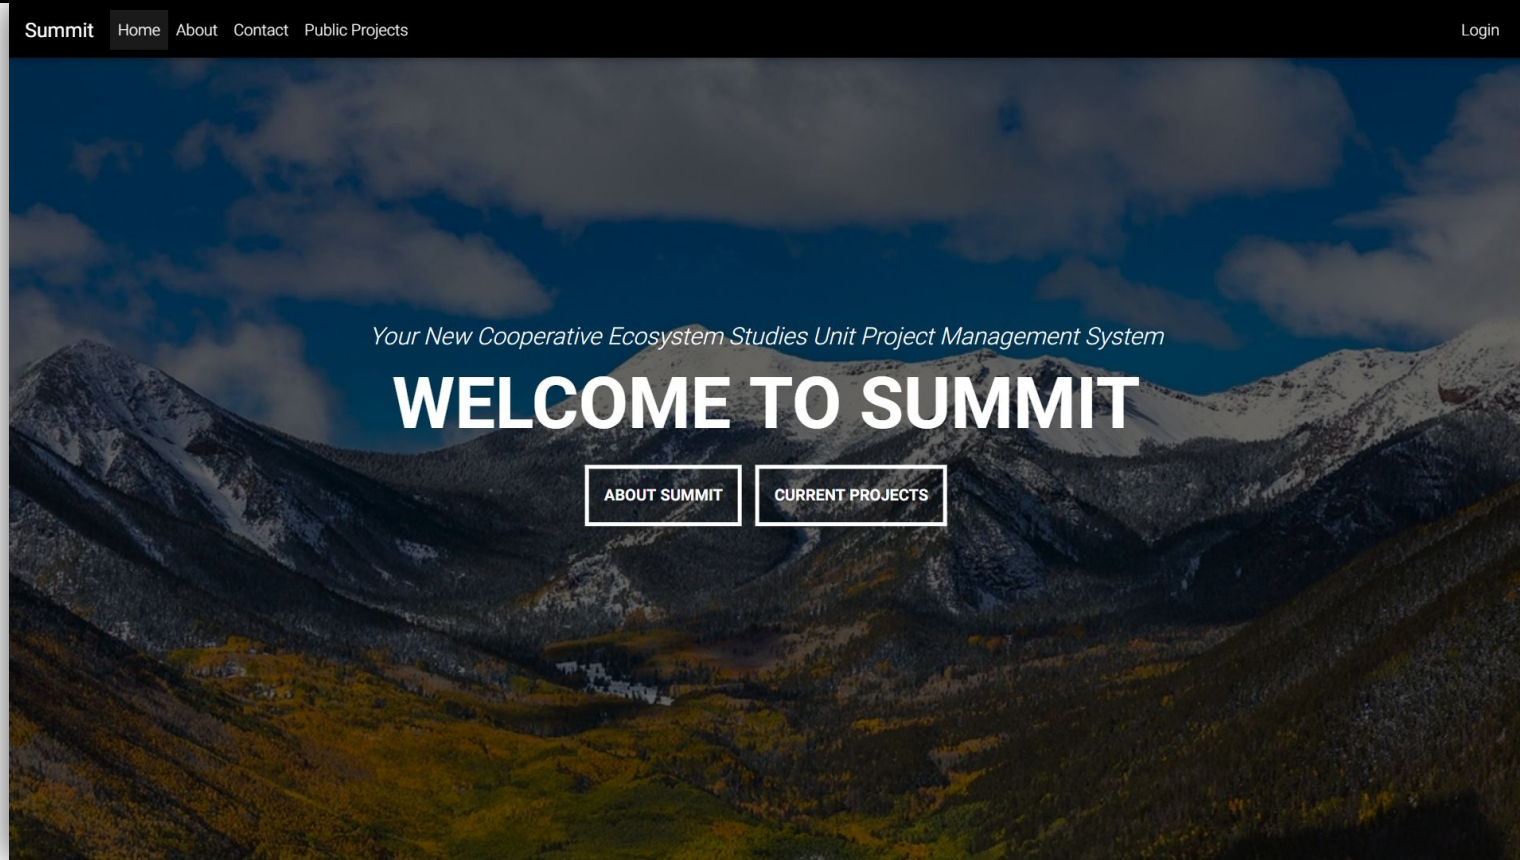 Summit Home About Contact Public Projects Login
Your New Cooperative Ecosystem Studies Unit Project Management System
WELCOME TO SUMMIT
ABOUT SUMMIT CURRENT PROJECTS